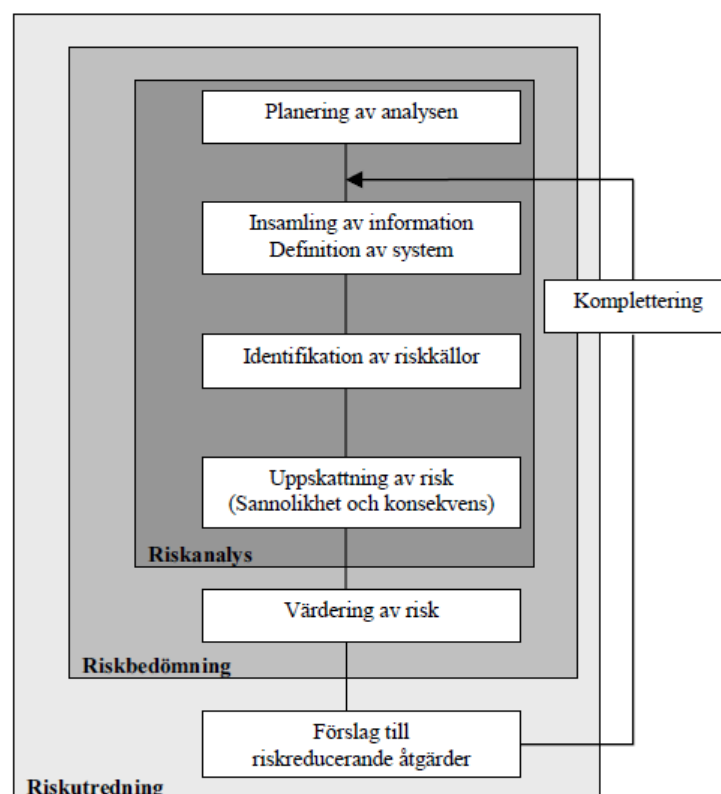 Planering av analysen
Insamling av information
Definition av system
Komplettering
Identifikation av riskkällor
Uppskattning av risk
(Sannolikhet och konsekvens)
Riskanalys
Värdering av risk
Riskbedömning
Förslag till
riskreducerande åtgärder
Riskutredning